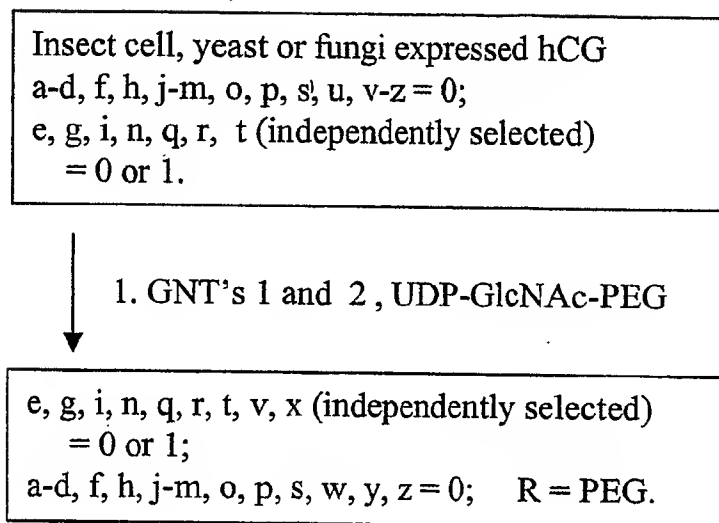 Insect cell, yeast or fungi expressed hCG
a-d, f, h, j-m, o, p, s, u, v-z = 0;
e, g, i, n, q, r, t (independently selected)
= 0 or 1.
1. GNT's 1 and 2 , UDP-GlcNAc-PEG
e, g, i, n, q, r, t, v, x (independently selected)
= 0 or 1;
a-d, f, h, j-m, o, p, s, w, y, z = 0; R = PEG.